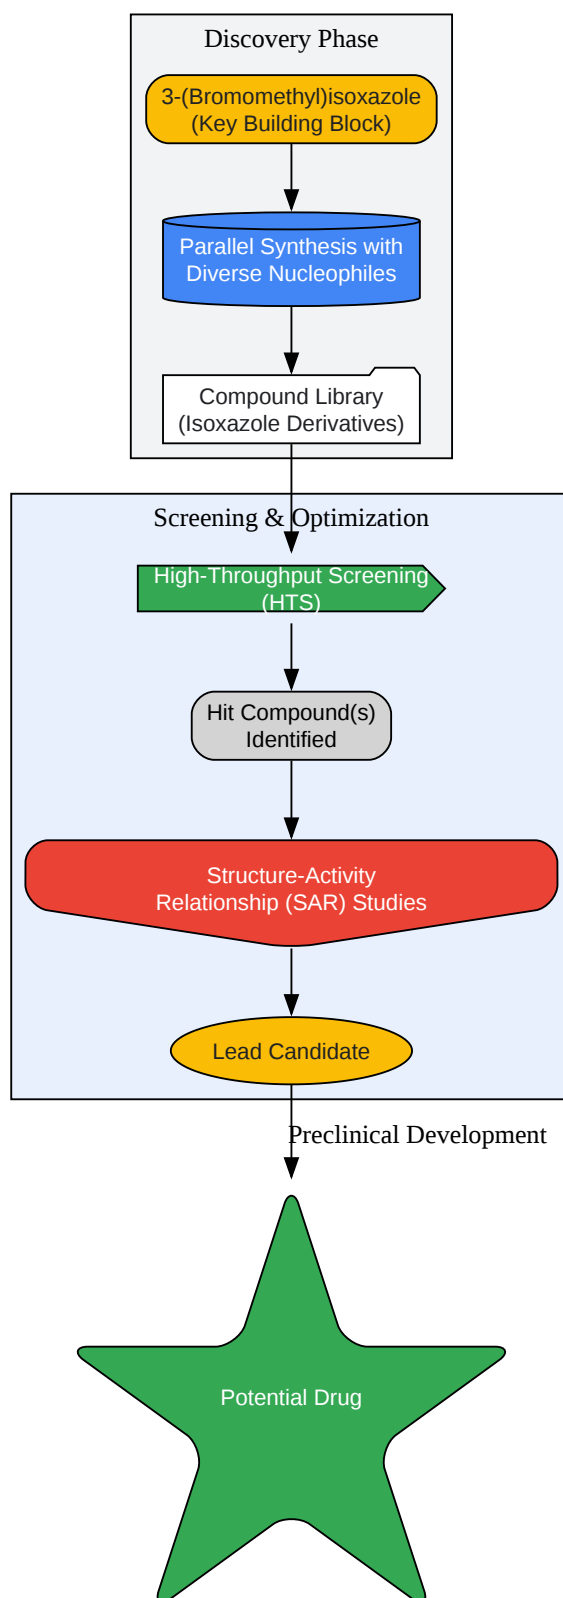 Discovery Phase
3-(Bromomethyl)isoxazole
(Key Building Block)
Parallel Synthesis with
Diverse Nucleophiles
Compound Library
(Isoxazole Derivatives)
Screening & Optimization
High-Throughput Screening
(HTS)
Hit Compound(s)
Identified
Structure-Activity
Relationship (SAR) Studies
Lead Candidate
Preclinical Development
Potential Drug